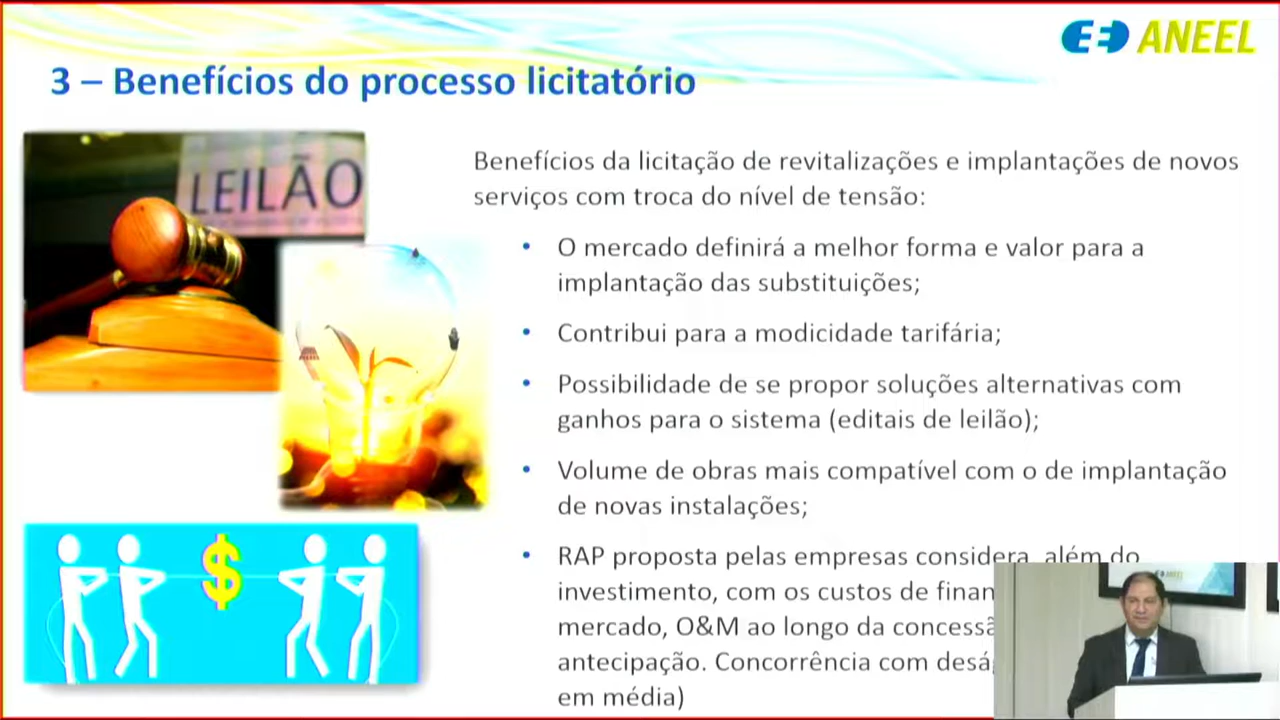 ANEEL
3 – Benefícios do processo licitatório
LEILÃO
Benefícios da licitação de revitalizações e implantações de novos
serviços com troca do nível de tensão:
• O mercado definirá a melhor forma e valor para a
implantação das substituições;
• Contribui para a modicidade tarifária;
• Possibilidade de se propor soluções alternativas com
ganhos para o sistema (editais de leilão);
• Volume de obras mais compatível com o de implantação
de novas instalações;
• RAP proposta pelas empresas considera, além do
investimento, com os custos de
mercado, O&M ao longo da
antecipação. Concorrência com
em média)
$
ANEEL